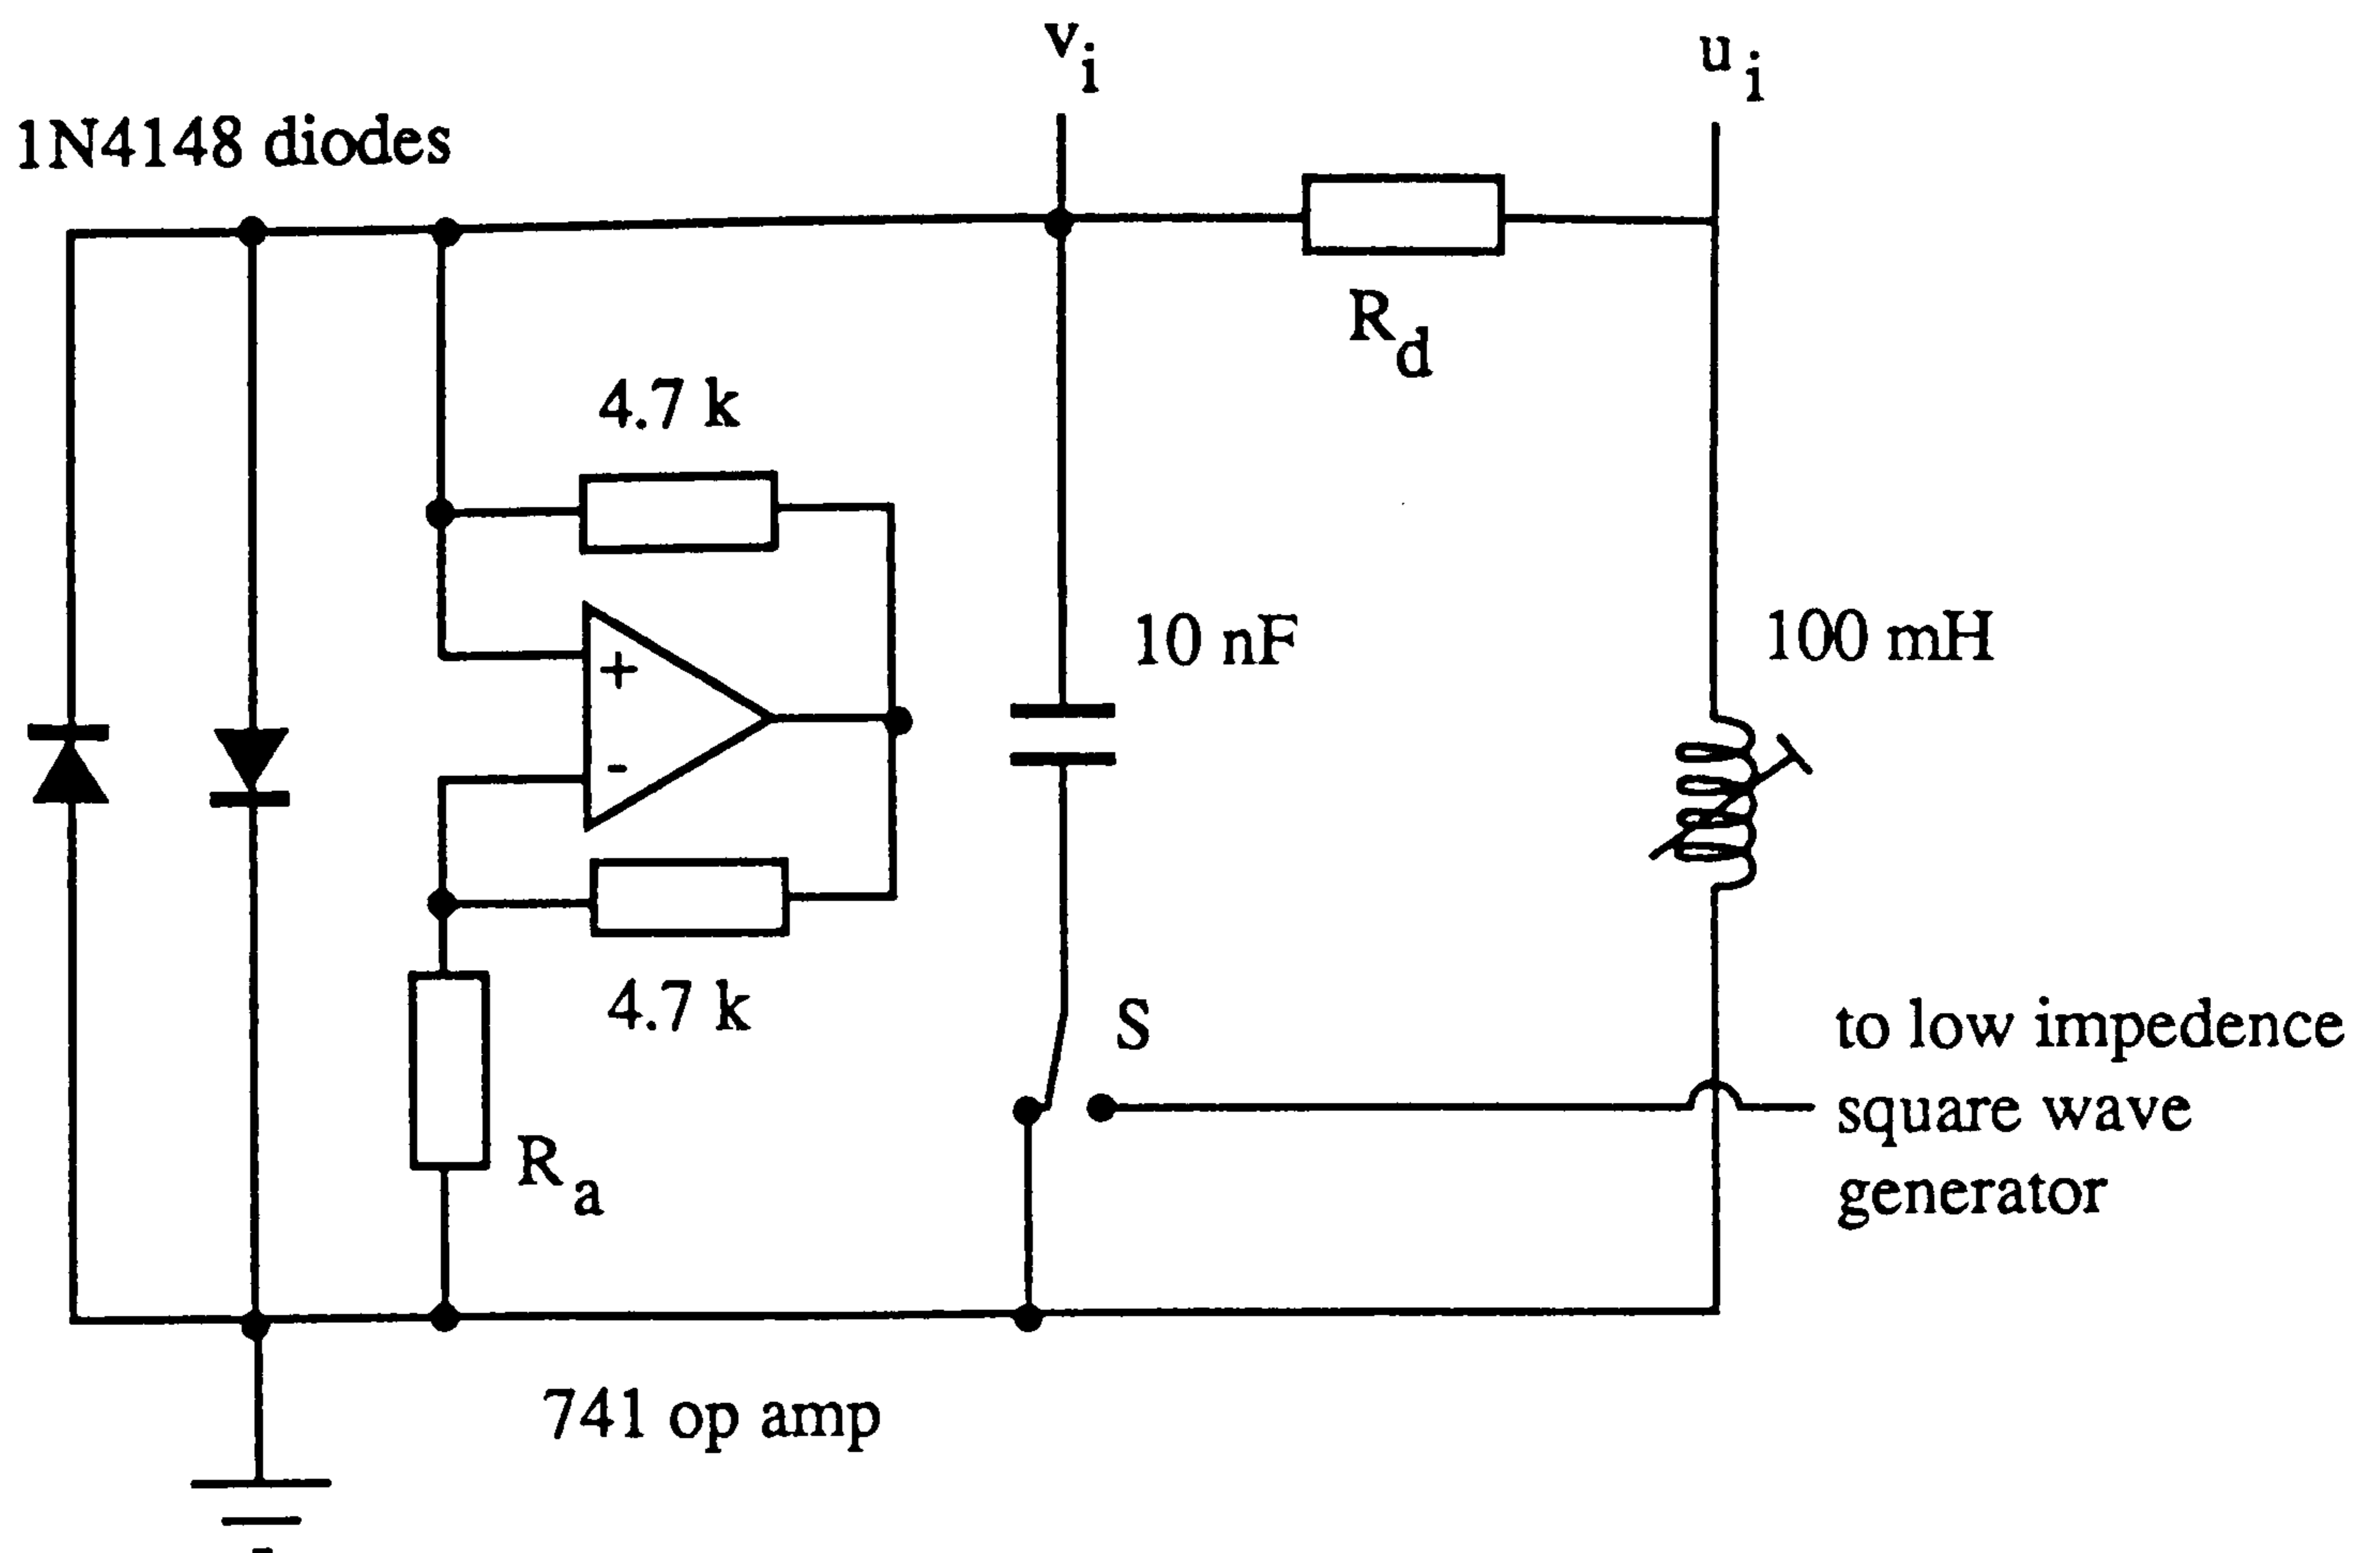 v i
u i
1N4148 diodes
R d
4.7 k
+
10 nF
100 mH
-
4.7 k
S
R a
to low impedence
square wave
generator
741 op amp